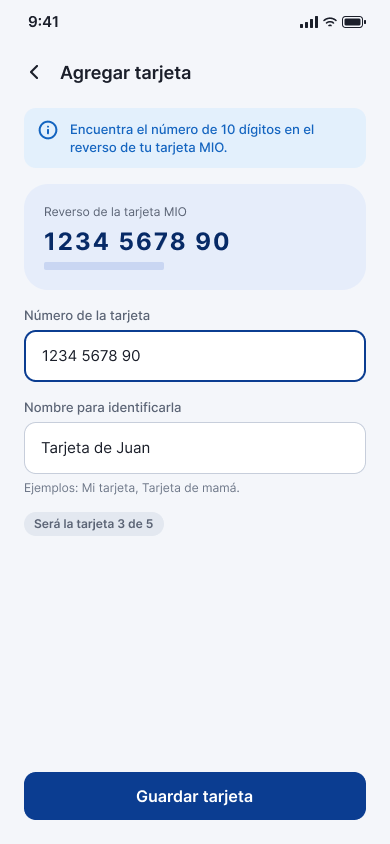 9:41
Agregar tarjeta
Encuentra el número de 10 dígitos en el
reverso de tu tarjeta MIO.
Reverso de la tarjeta MIO
1234 5678 90
Número de la tarjeta
1234 5678 90
Nombre para identificarla
Tarjeta de Juan
Ejemplos: Mi tarjeta, Tarjeta de mamá.
Será la tarjeta 3 de 5
Guardar tarjeta